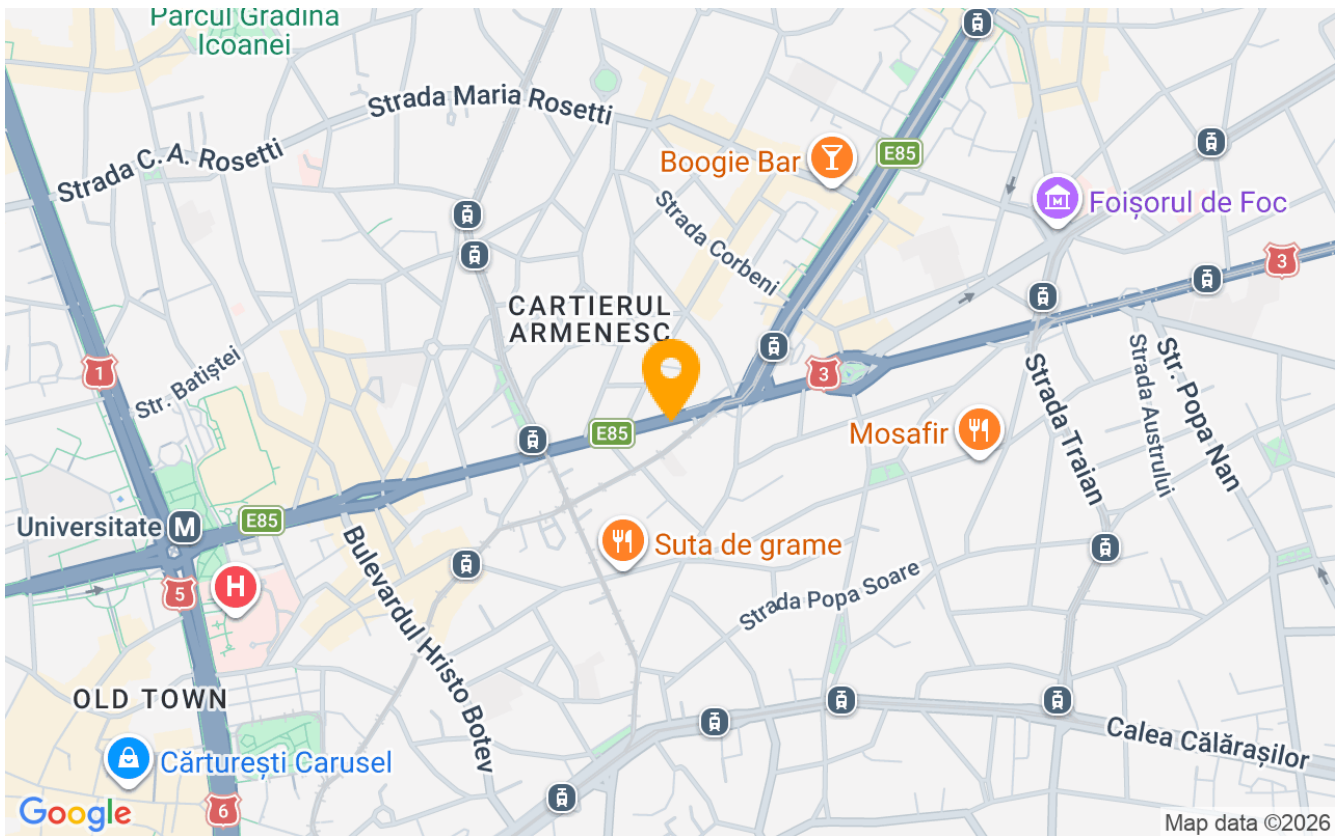 Parcul Gradina
Icoanei
Strada Maria Rosetti
Strada C. A. Rosetti
Boogie Bar
E85
Foișorul de Foc
Strada Corbeni
3
CARTIERUL
ARMENESC
1
Str. Batiștei
3
E85
Mosafir
Strada Traian
Strada Austrului
Str. Popa Nan
Universitate
M
E85
Suta de grame
5
H
Bulevardul Hristo Botev
Strada Popa Soare
OLD TOWN
Calea Călărașilor
Cărturești Carusel
Google
6
Map data ©2026